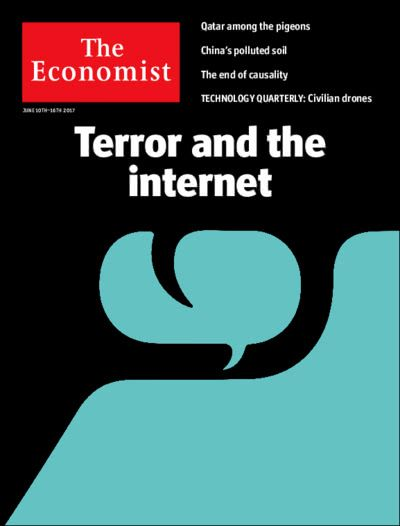 The
Economist
JUNE 10TH–16TH 2017
Qatar among the pigeons
China's polluted soil
The end of causality
TECHNOLOGY QUARTERLY: Civilian drones
Terror and the
internet